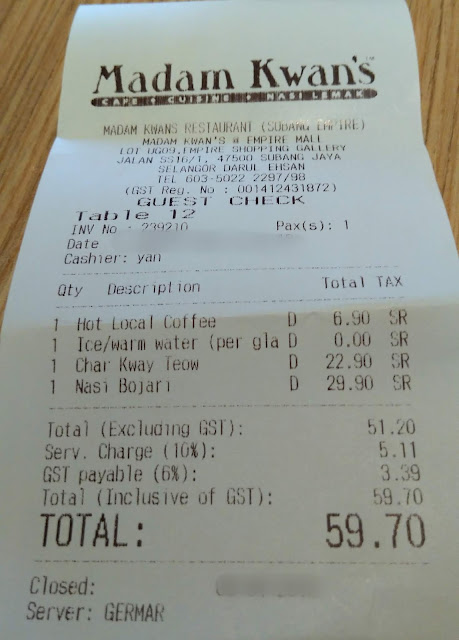 Madam Kwan's
CAFE • CUISINE • NASI LEMAK
MADAM KWANS RESTAURANT (SUBANG EMPIRE)
MADAM KWAN'S @ EMPIRE MALL
LOT UG09,EMPIRE SHOPPING GALLERY
JALAN SS16/1, 47500 SUBANG JAYA
SELANGOR DARUL EHSAN
TEL 603-5022 2297/98
(GST Reg. No : 001412431872)
GUEST CHECK
Table 12
INV No : 239210 Pax(s): 1
Date
Cashier: yan
Qty Description Total TAX
1 Hot Local Coffee D 6.90 SR
1 Ice/warm water (per gla D 0.00 SR
1 Char Kway Teow D 22.90 SR
1 Nasi Bojari D 29.90 SR
Total (Excluding GST): 51.20
Serv. Charge (10%): 5.11
GST payable (6%): 3.39
Total (Inclusive of GST): 59.70
TOTAL: 59.70
Closed:
Server: GERMAR